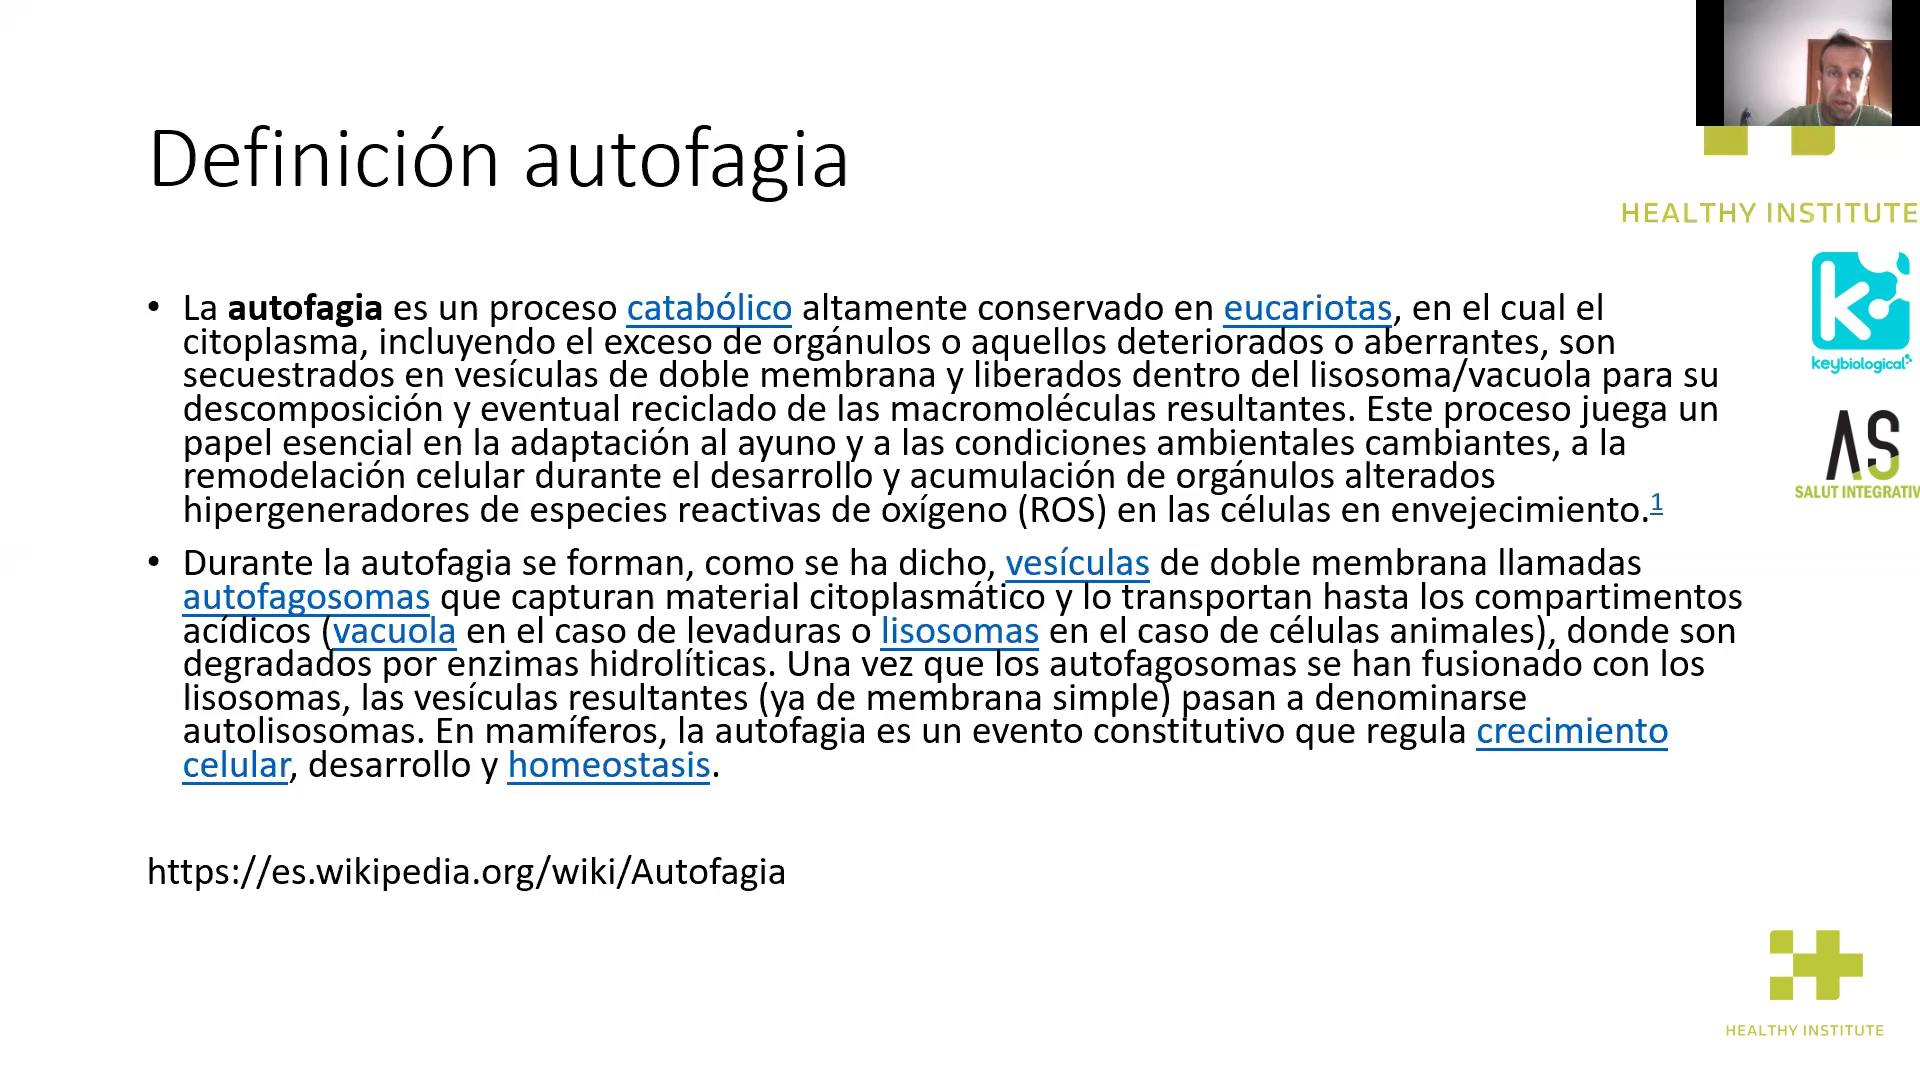 Definición autofagia
HEALTHY INSTITUTE
keybiological
AS
SALUT INTEGRATIV
• La autofagia es un proceso catabólico altamente conservado en eucariotas, en el cual el
citoplasma, incluyendo el exceso de orgánulos o aquellos deteriorados o aberrantes, son
secuestrados en vesículas de doble membrana y liberados dentro del lisosoma/vacuola para su
descomposición y eventual reciclado de las macromoléculas resultantes. Este proceso juega un
papel esencial en la adaptación al ayuno y a las condiciones ambientales cambiantes, a la
remodelación celular durante el desarrollo y acumulación de orgánulos alterados
hipergeneradores de especies reactivas de oxígeno (ROS) en las células en envejecimiento.1
• Durante la autofagia se forman, como se ha dicho, vesículas de doble membrana llamadas
autofagosomas que capturan material citoplasmático y lo transportan hasta los compartimentos
acídicos (vacuola en el caso de levaduras o lisosomas en el caso de células animales), donde son
degradados por enzimas hidrolíticas. Una vez que los autofagosomas se han fusionado con los
lisosomas, las vesículas resultantes (ya de membrana simple) pasan a denominarse
autolisosomas. En mamíferos, la autofagia es un evento constitutivo que regula crecimiento
celular, desarrollo y homeostasis.
https://es.wikipedia.org/wiki/Autofagia
HEALTHY INSTITUTE